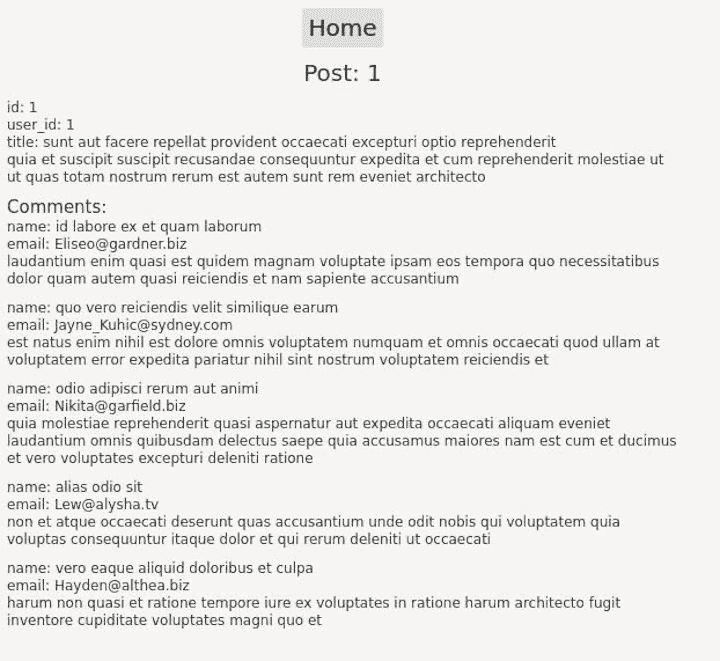 Home
Post: 1
id: 1
user_id: 1
title: sunt aut facere repellat provident occaecati excepturi optio reprehenderit
quia et suscipit suscipit recusandae consequuntur expedita et cum reprehenderit molestiae ut
ut quas totam nostrum rerum est autem sunt rem eveniet architecto
Comments:
name: id labore ex et quam laborum
email: Eliseo@gardner.biz
laudantium enim quasi est quidem magnam voluptate ipsam eos tempora quo necessitatibus
dolor quam autem quasi reiciendis et nam sapiente accusantium
name: quo vero reiciendis velit similique earum
email: Jayne_Kuhic@sydney.com
est natus enim nihil est dolore omnis voluptatem numquam et omnis occaecati quod ullam at
voluptatem error expedita pariatur nihil sint nostrum voluptatem reiciendis et
name: odio adipisci rerum aut animi
email: Nikita@garfield.biz
quia molestiae reprehenderit quasi aspernatur aut expedita occaecati aliquam eveniet
laudantium omnis quibusdam delectus saepe quia accusamus maiores nam est cum et ducimus
et vero voluptates excepturi deleniti ratione
name: alias odio sit
email: Lew@alysha.tv
non et atque occaecati deserunt quas accusantium unde odit nobis qui voluptatem quia
voluptas consequuntur itaque dolor et qui rerum deleniti ut occaecati
name: vero eaque aliquid doloribus et culpa
email: Hayden@althea.biz
harum non quasi et ratione tempore iure ex voluptates in ratione harum architecto fugit
inventore cupiditate voluptates magni quo et